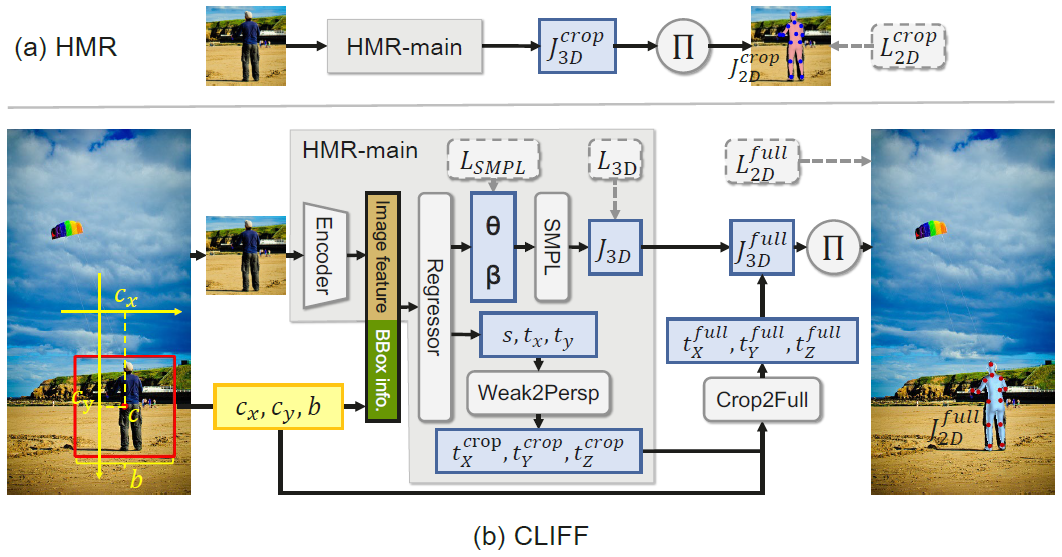 (a) HMR
HMR-main
J_{3D}^{crop}
Π
J_{2D}^{crop}
L_{2D}^{crop}
HMR-main
L_{SMPL}
L_{3D}
L_{2D}^{full}
Encoder
Image feature
BBox info.
Regressor
θ
β
SMPL
J_{3D}
J_{3D}^{full}
Π
c_x
c_y
c
b
s, t_x, t_y
t_X^{full}, t_Y^{full}, t_Z^{full}
Weak2Persp
Crop2Full
c_x, c_y, b
t_X^{crop}, t_Y^{crop}, t_Z^{crop}
J_{2D}^{full}
(b) CLIFF